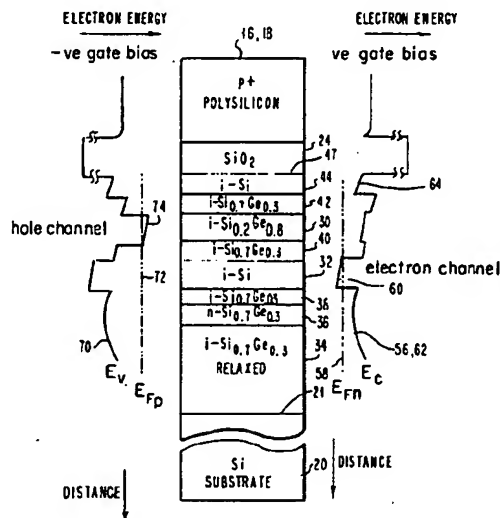 ELECTRON ENERGY
-ve gate bias
16,18
ELECTRON ENERGY
ve gate bias
p+
POLYSILICON
24
SiO2
47
i-Si
44
64
i-Si0.7Ge0.3
42
74
hole channel
i-Si0.2Ge0.8
30
i-Si0.7Ge0.3
40
72
i-Si
32
electron channel
60
i-Si0.7Ge0.3
38
n-Si0.7Ge0.3
36
70
i-Si0.7Ge0.3
RELAXED
34
56,62
58
Ev
EFp
EFn
Ec
21
Si
SUBSTRATE
20
DISTANCE
DISTANCE